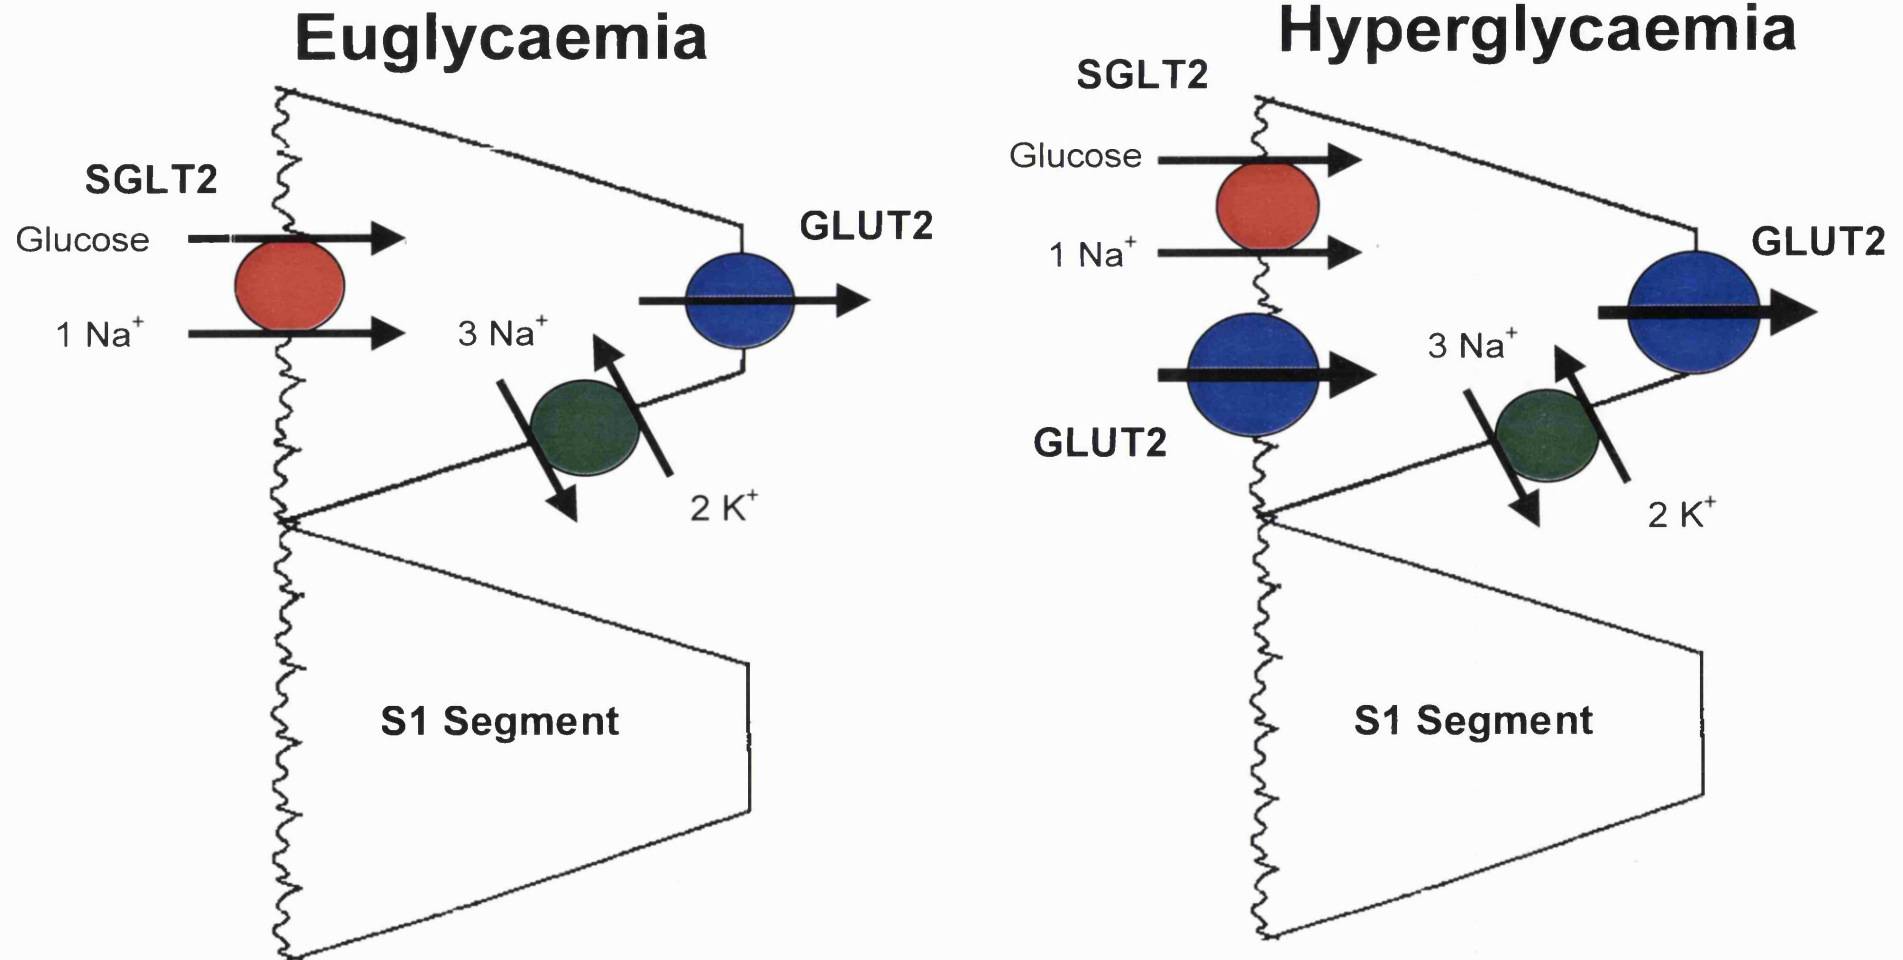 Euglycaemia
SGLT2
Glucose
1 Na⁺
GLUT2
3 Na⁺
2 K⁺
S1 Segment
Hyperglycaemia
SGLT2
Glucose
1 Na⁺
GLUT2
GLUT2
3 Na⁺
2 K⁺
S1 Segment